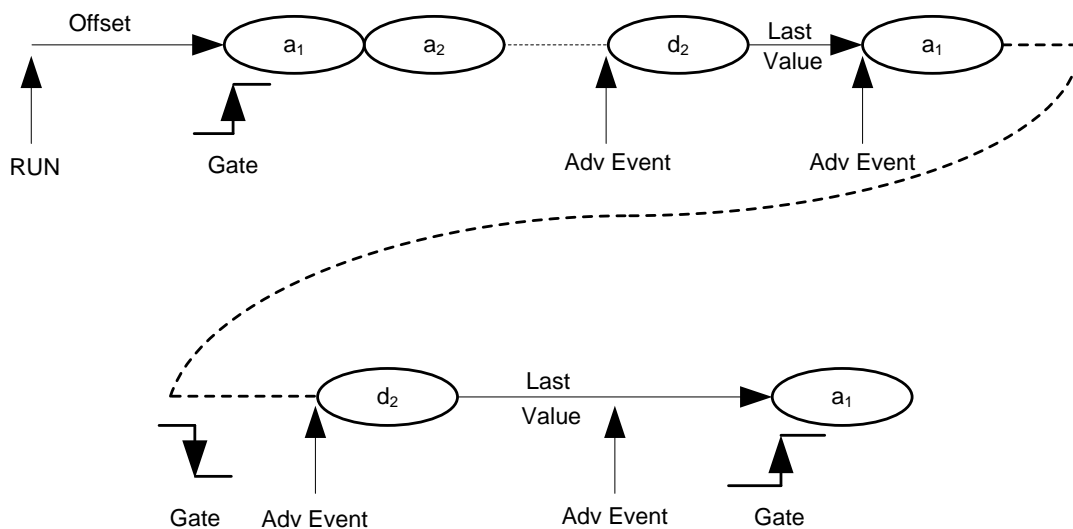 Offset
a1
a2
d2
Last
Value
a1
RUN
Gate
Adv Event
Adv Event
d2
Last
Value
a1
Gate
Adv Event
Adv Event
Gate